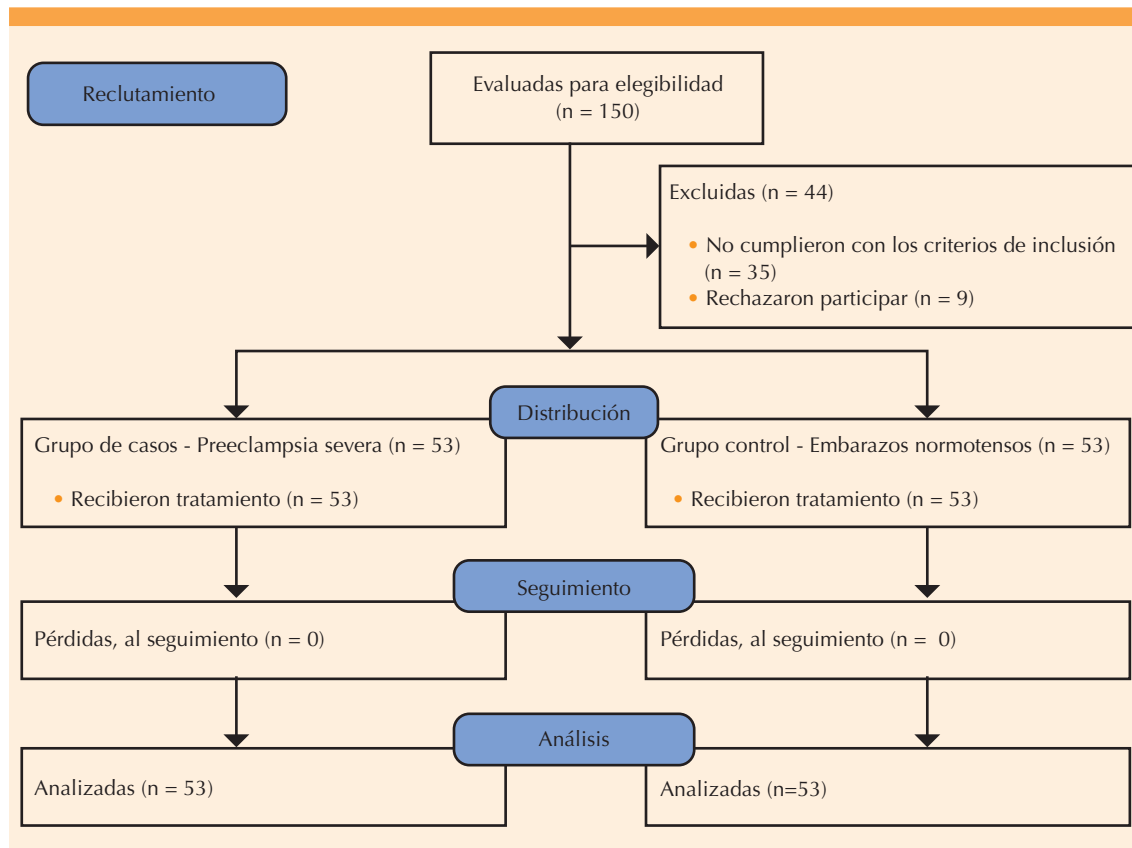 Reclutamiento
Evaluadas para elegibilidad
(n = 150)
Excluidas (n = 44)
• No cumplieron con los criterios de inclusión
(n = 35)
• Rechazaron participar (n = 9)
Distribución
Grupo de casos - Preeclampsia severa (n = 53)
• Recibieron tratamiento (n = 53)
Grupo control - Embarazos normotensos (n = 53)
• Recibieron tratamiento (n = 53)
Seguimiento
Pérdidas, al seguimiento (n = 0)
Pérdidas, al seguimiento (n =  0)
Análisis
Analizadas (n = 53)
Analizadas (n=53)